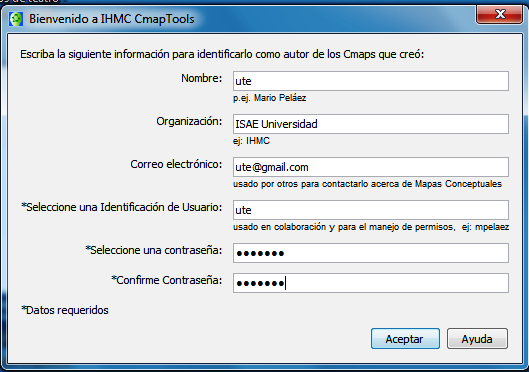 Bienvenido a IHMC CmapTools
Escriba la siguiente información para identificarlo como autor de los Cmaps que creó:
Nombre: ute
p.ej. Mario Peláez
Organización: ISAE Universidad
ej: IHMC
Correo electrónico: ute@gmail.com
usado por otros para contactarlo acerca de Mapas Conceptuales
*Seleccione una Identificación de Usuario: ute
usado en colaboración y para el manejo de permisos, ej: mpelaez
*Seleccione una contraseña: ●●●●●●●
*Confirme Contraseña: ●●●●●●●
*Datos requeridos
Aceptar Ayuda